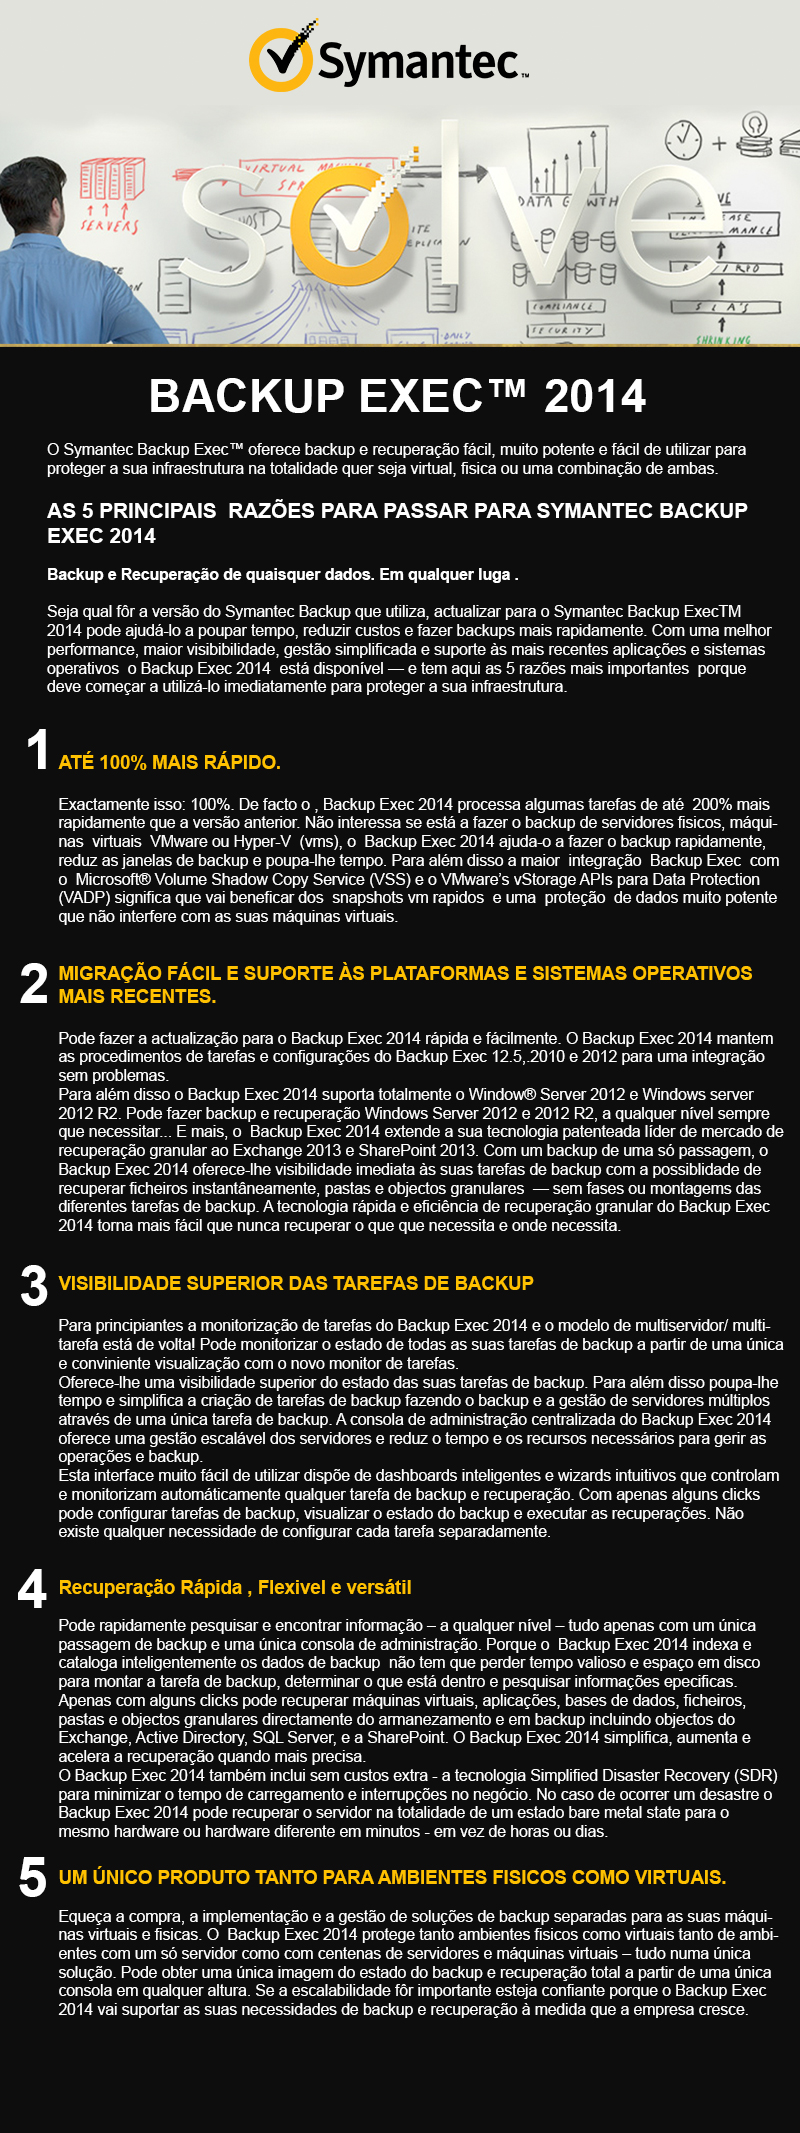 Symantec™
solve
SERVERS
VIRTUAL MACHINE
HOST
DATA GROWTH
COMPLIANCE
SECURITY
SLA'S
SHRINKING
DAILY
BACKUP EXEC™ 2014
O Symantec Backup Exec™ oferece backup e recuperação fácil, muito potente e fácil de utilizar para
proteger a sua infraestrutura na totalidade quer seja virtual, fisica ou uma combinação de ambas.
AS 5 PRINCIPAIS  RAZÕES PARA PASSAR PARA SYMANTEC BACKUP
EXEC 2014
Backup e Recuperação de quaisquer dados. Em qualquer luga .
Seja qual fôr a versão do Symantec Backup que utiliza, actualizar para o Symantec Backup ExecTM
2014 pode ajudá-lo a poupar tempo, reduzir custos e fazer backups mais rapidamente. Com uma melhor
performance, maior visibibilidade, gestão simplificada e suporte às mais recentes aplicações e sistemas
operativos  o Backup Exec 2014  está disponível — e tem aqui as 5 razões mais importantes  porque
deve começar a utilizá-lo imediatamente para proteger a sua infraestrutura.
1 ATÉ 100% MAIS RÁPIDO.
Exactamente isso: 100%. De facto o , Backup Exec 2014 processa algumas tarefas de até  200% mais
rapidamente que a versão anterior. Não interessa se está a fazer o backup de servidores fisicos, máqui-
nas  virtuais  VMware ou Hyper-V  (vms), o  Backup Exec 2014 ajuda-o a fazer o backup rapidamente,
reduz as janelas de backup e poupa-lhe tempo. Para além disso a maior  integração  Backup Exec  com
o  Microsoft® Volume Shadow Copy Service (VSS) e o VMware's vStorage APIs para Data Protection
(VADP) significa que vai beneficar dos  snapshots vm rapidos  e uma  proteção  de dados muito potente
que não interfere com as suas máquinas virtuais.
2 MIGRAÇÃO FÁCIL E SUPORTE ÀS PLATAFORMAS E SISTEMAS OPERATIVOS
MAIS RECENTES.
Pode fazer a actualização para o Backup Exec 2014 rápida e fácilmente. O Backup Exec 2014 mantem
as procedimentos de tarefas e configurações do Backup Exec 12.5,.2010 e 2012 para uma integração
sem problemas.
Para além disso o Backup Exec 2014 suporta totalmente o Window® Server 2012 e Windows server
2012 R2. Pode fazer backup e recuperação Windows Server 2012 e 2012 R2, a qualquer nível sempre
que necessitar... E mais, o  Backup Exec 2014 extende a sua tecnologia patenteada líder de mercado de
recuperação granular ao Exchange 2013 e SharePoint 2013. Com um backup de uma só passagem, o
Backup Exec 2014 oferece-lhe visibilidade imediata às suas tarefas de backup com a possiblidade de
recuperar ficheiros instantâneamente, pastas e objectos granulares  — sem fases ou montagems das
diferentes tarefas de backup. A tecnologia rápida e eficiência de recuperação granular do Backup Exec
2014 torna mais fácil que nunca recuperar o que que necessita e onde necessita.
3 VISIBILIDADE SUPERIOR DAS TAREFAS DE BACKUP
Para principiantes a monitorização de tarefas do Backup Exec 2014 e o modelo de multiservidor/ multi-
tarefa está de volta! Pode monitorizar o estado de todas as suas tarefas de backup a partir de uma única
e conviniente visualização com o novo monitor de tarefas.
Oferece-lhe uma visibilidade superior do estado das suas tarefas de backup. Para além disso poupa-lhe
tempo e simplifica a criação de tarefas de backup fazendo o backup e a gestão de servidores múltiplos
através de uma única tarefa de backup. A consola de administração centralizada do Backup Exec 2014
oferece uma gestão escalável dos servidores e reduz o tempo e os recursos necessários para gerir as
operações e backup.
Esta interface muito fácil de utilizar dispõe de dashboards inteligentes e wizards intuitivos que controlam
e monitorizam automáticamente qualquer tarefa de backup e recuperação. Com apenas alguns clicks
pode configurar tarefas de backup, visualizar o estado do backup e executar as recuperações. Não
existe qualquer necessidade de configurar cada tarefa separadamente.
4 Recuperação Rápida , Flexivel e versátil
Pode rapidamente pesquisar e encontrar informação – a qualquer nível – tudo apenas com um única
passagem de backup e uma única consola de administração. Porque o  Backup Exec 2014 indexa e
cataloga inteligentemente os dados de backup  não tem que perder tempo valioso e espaço em disco
para montar a tarefa de backup, determinar o que está dentro e pesquisar informações epecificas.
Apenas com alguns clicks pode recuperar máquinas virtuais, aplicações, bases de dados, ficheiros,
pastas e objectos granulares directamente do armanezamento e em backup incluindo objectos do
Exchange, Active Directory, SQL Server, e a SharePoint. O Backup Exec 2014 simplifica, aumenta e
acelera a recuperação quando mais precisa.
O Backup Exec 2014 também inclui sem custos extra - a tecnologia Simplified Disaster Recovery (SDR)
para minimizar o tempo de carregamento e interrupções no negócio. No caso de ocorrer um desastre o
Backup Exec 2014 pode recuperar o servidor na totalidade de um estado bare metal state para o
mesmo hardware ou hardware diferente em minutos - em vez de horas ou dias.
5 UM ÚNICO PRODUTO TANTO PARA AMBIENTES FISICOS COMO VIRTUAIS.
Equeça a compra, a implementação e a gestão de soluções de backup separadas para as suas máqui-
nas virtuais e fisicas. O  Backup Exec 2014 protege tanto ambientes fisicos como virtuais tanto de ambi-
entes com um só servidor como com centenas de servidores e máquinas virtuais – tudo numa única
solução. Pode obter uma única imagem do estado do backup e recuperação total a partir de uma única
consola em qualquer altura. Se a escalabilidade fôr importante esteja confiante porque o Backup Exec
2014 vai suportar as suas necessidades de backup e recuperação à medida que a empresa cresce.